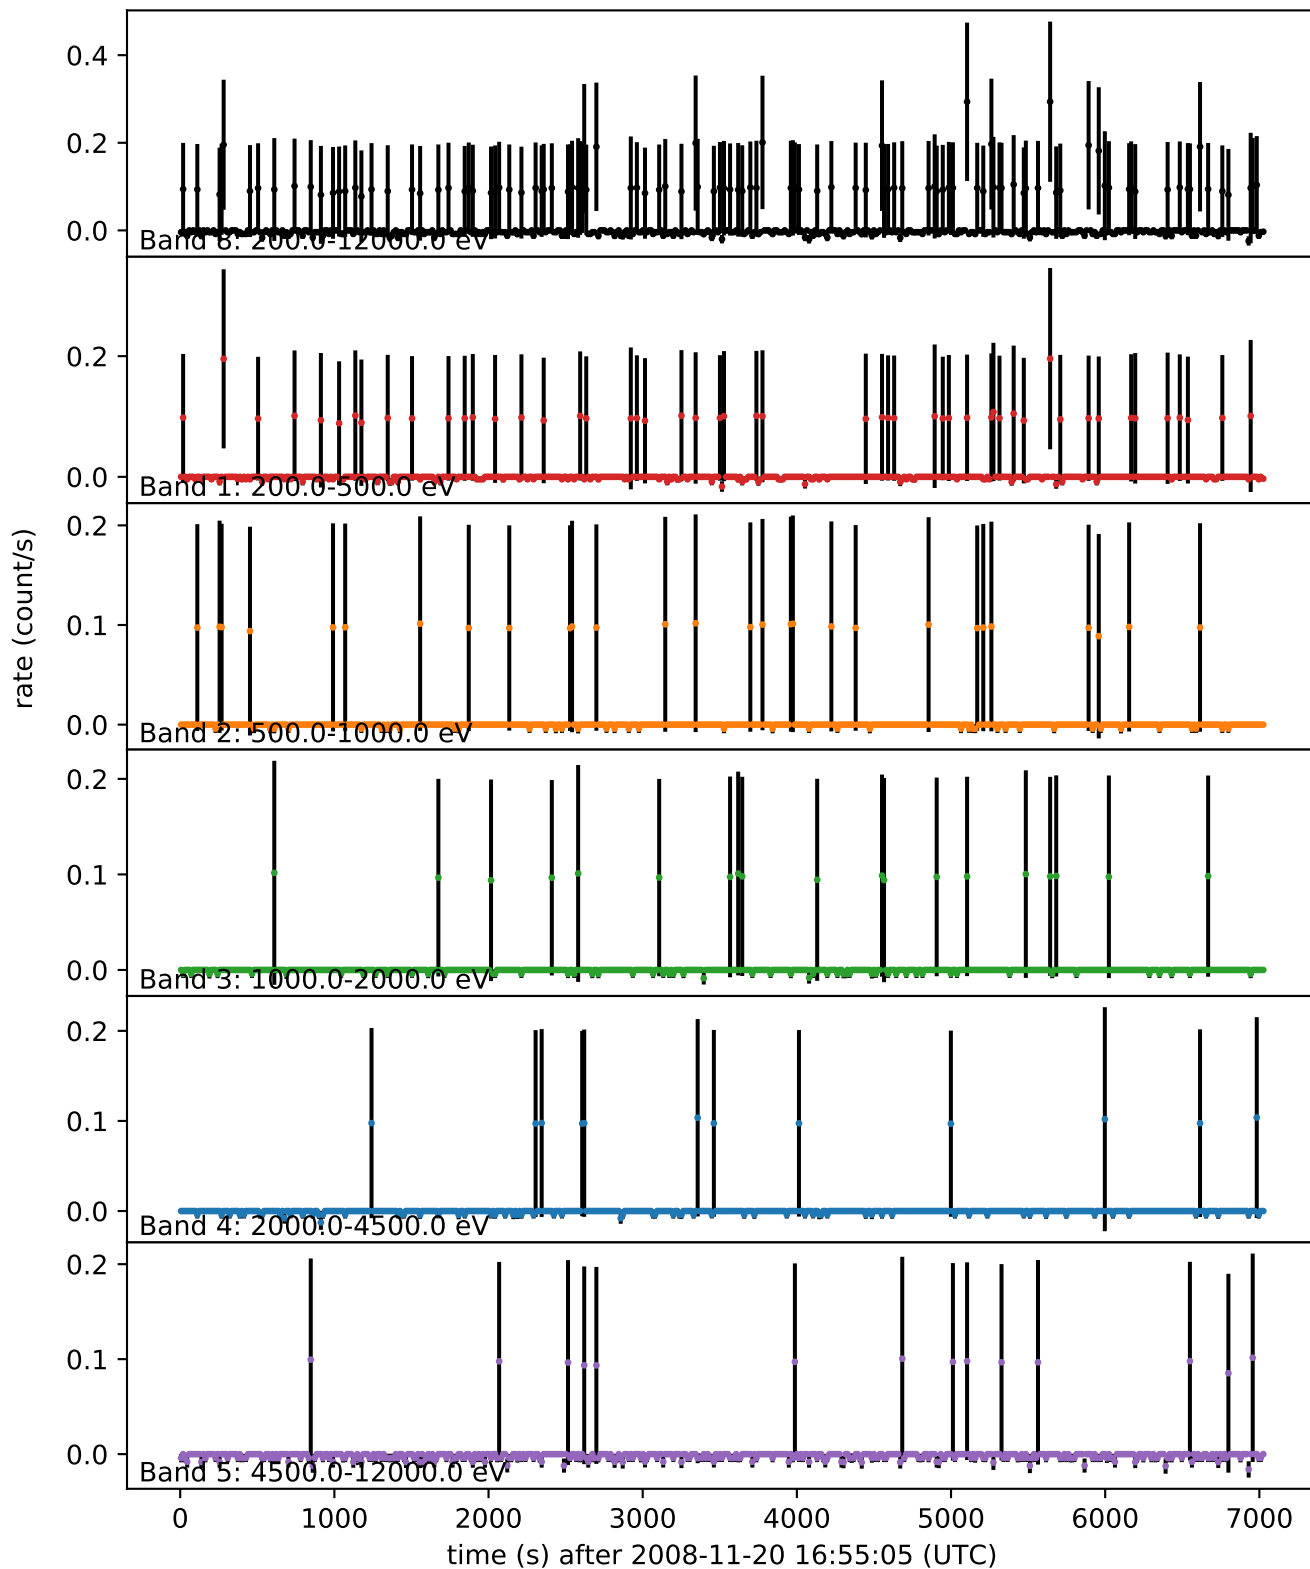 0.4
0.2
0.0
Band 8: 200.0-12000.0 eV
0.2
0.0
Band 1: 200.0-500.0 eV
rate (count/s)
0.2
0.1
0.0
Band 2: 500.0-1000.0 eV
0.2
0.1
0.0
Band 3: 1000.0-2000.0 eV
0.2
0.1
0.0
Band 4: 2000.0-4500.0 eV
0.2
0.1
0.0
Band 5: 4500.0-12000.0 eV
0 1000 2000 3000 4000 5000 6000 7000
time (s) after 2008-11-20 16:55:05 (UTC)